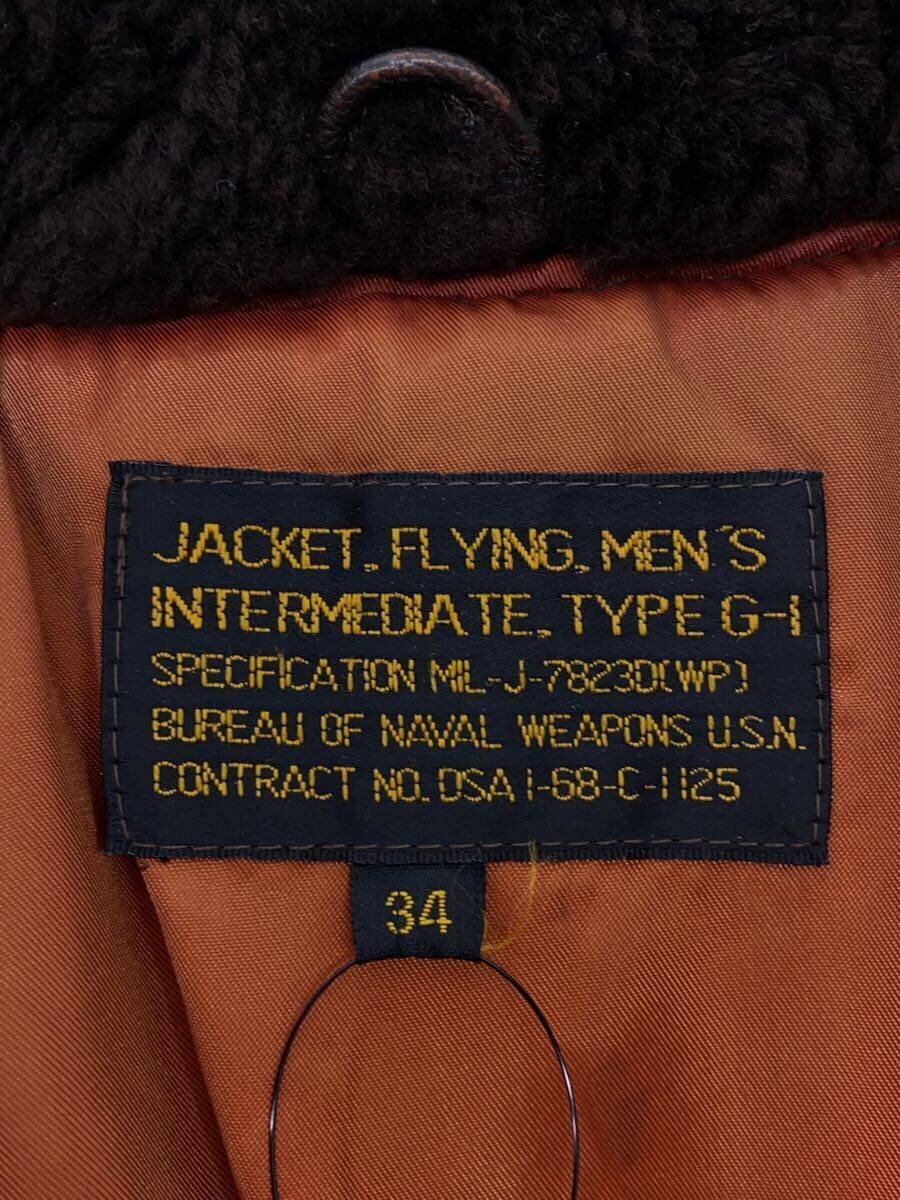 JACKET, FLYING, MEN'S
INTERMEDIATE, TYPE G-1
SPECIFICATION MIL-J-7823D(WP)
BUREAU OF NAVAL WEAPONS U.S.N.
CONTRACT NO. DSA 1-68-C-1125
34